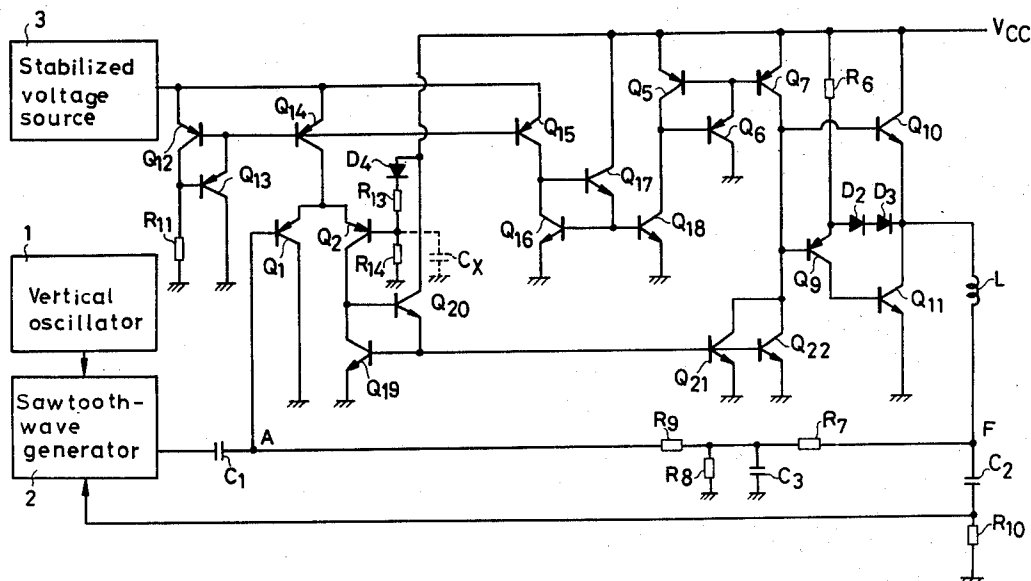 3
Stabilized
voltage
source
VCC
Q12
Q14
Q13
Q15
Q5
Q7
Q6
R6
Q10
D4
R13
Q17
Q16
Q18
D2
D3
R11
Q1
Q2
R14
CX
Q20
Q9
Q11
L
1
Vertical
oscillator
Q19
Q21
Q22
Sawtooth-
wave
generator
2
C1
A
R9
R8
C3
R7
F
C2
R10